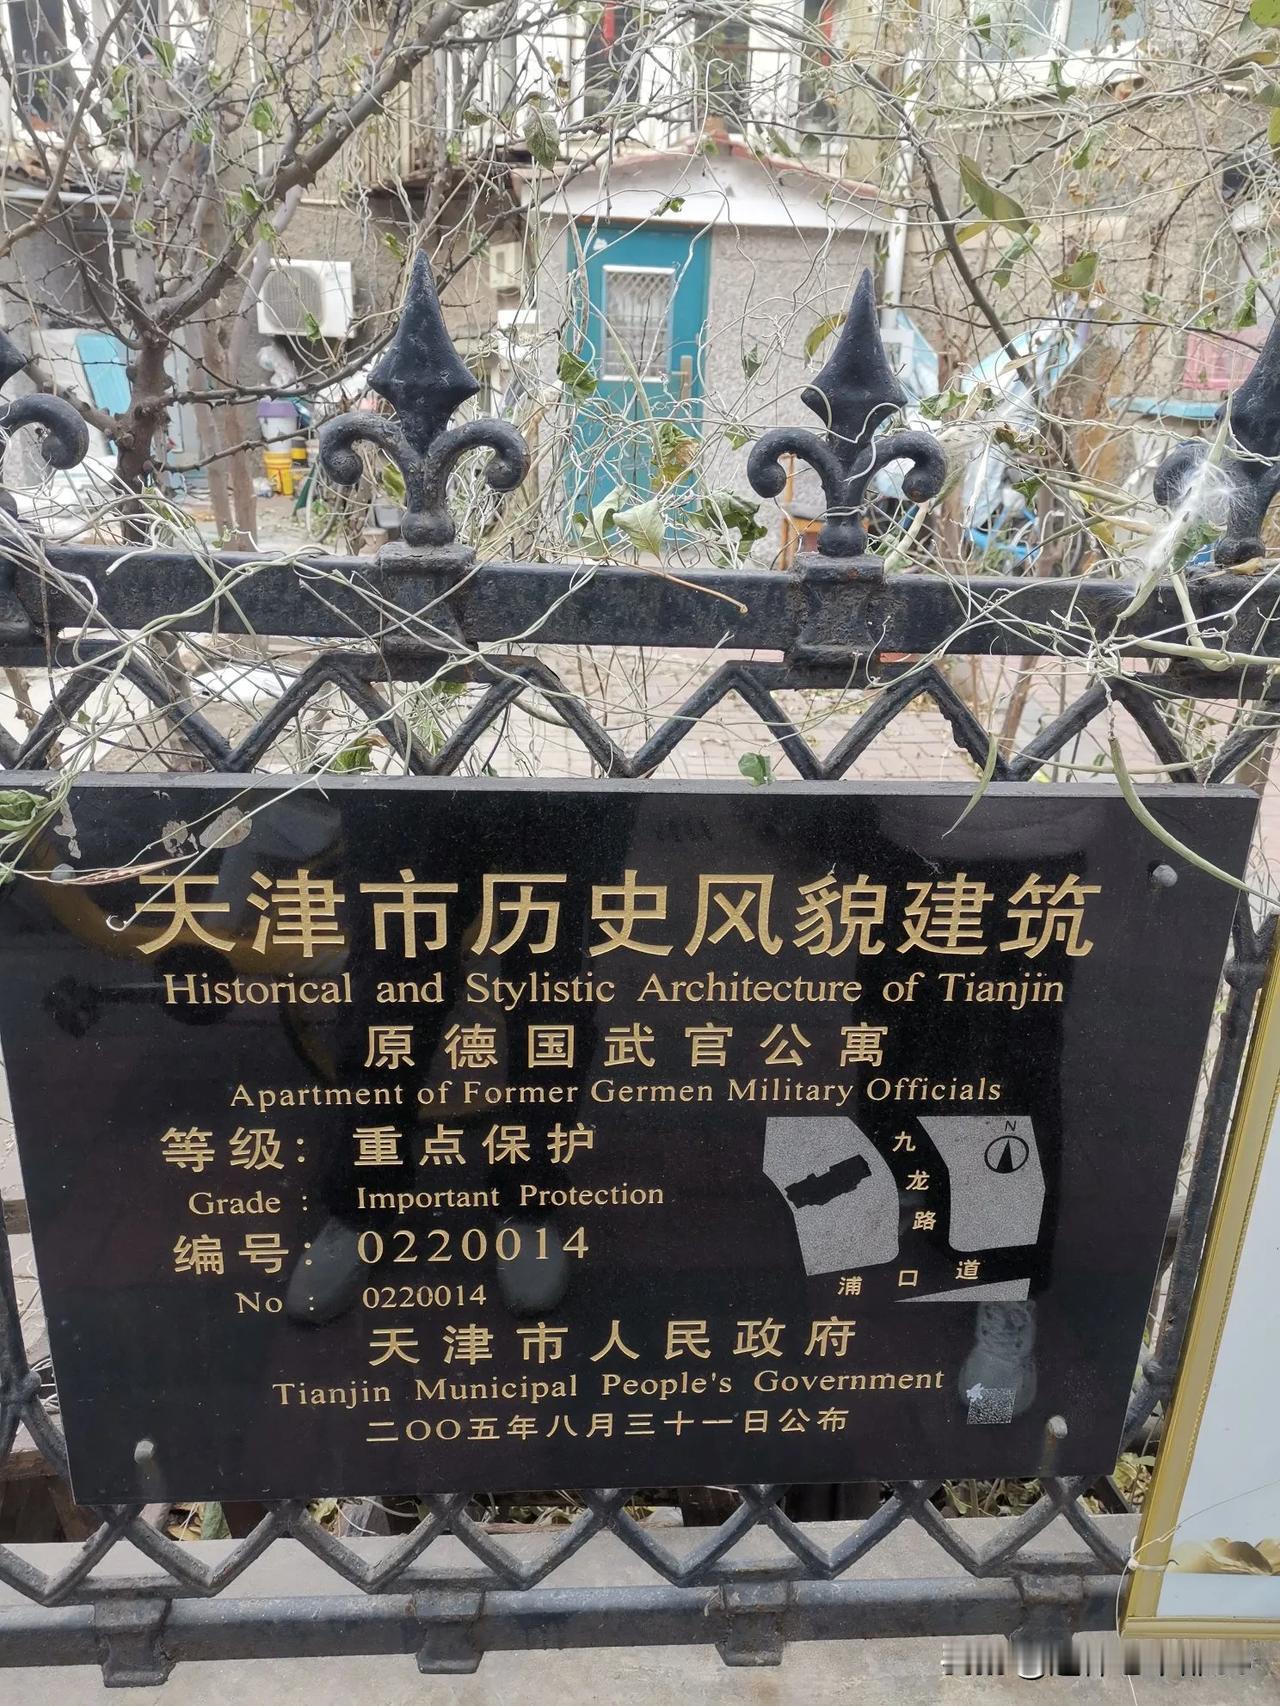 天津市历史风貌建筑
Historical and Stylistic Architecture of Tianjin
原德国武官公寓
Apartment of Former Germen Military Officials
等级：重点保护
Grade : Important Protection
编号：0220014
No : 0220014
N
九龙路
浦口道
天津市人民政府
Tianjin Municipal People's Government
二〇〇五年八月三十一日公布